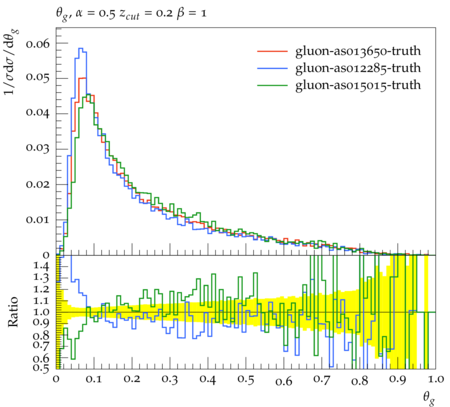 θg, α = 0.5 zcut = 0.2 β = 1
1/σdσ/dθg
0.06
0.05
0.04
0.03
0.02
0.01
0
gluon-as013650-truth
gluon-as012285-truth
gluon-as015015-truth
Ratio
1.4
1.3
1.2
1.1
1.0
0.9
0.8
0.7
0.6
0.5
0 0.1 0.2 0.3 0.4 0.5 0.6 0.7 0.8 0.9 1.0
θg